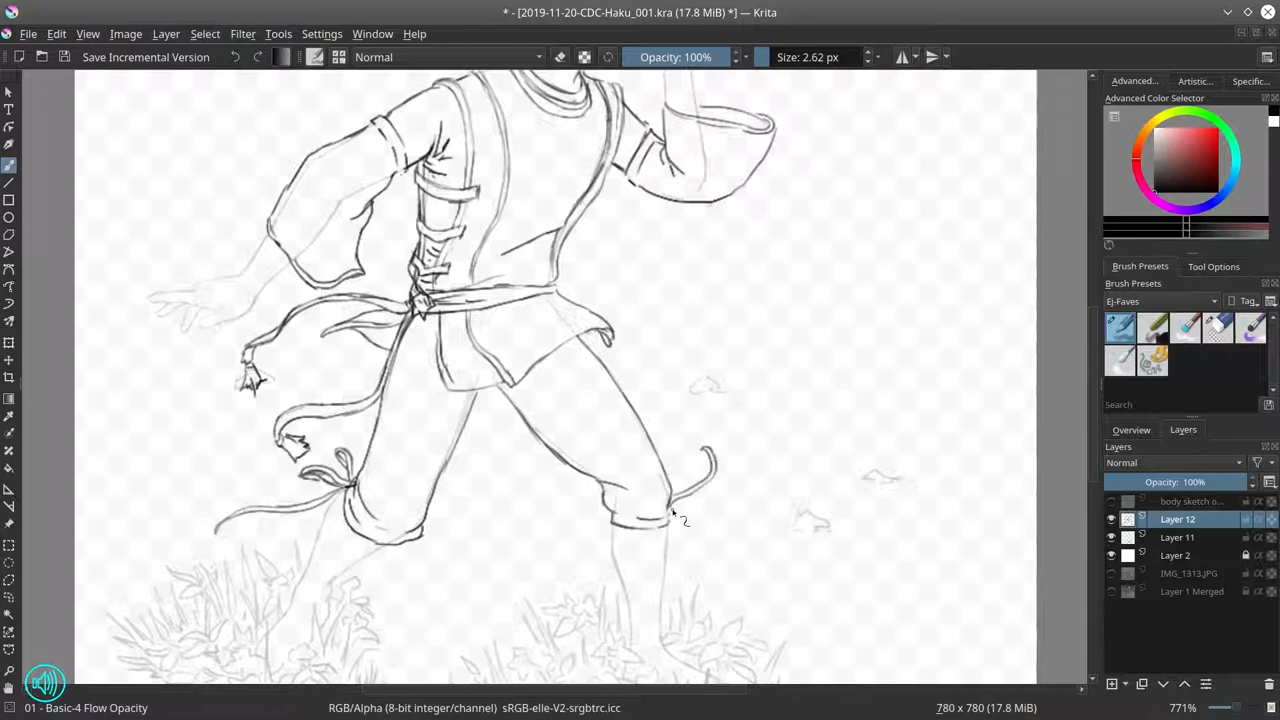 * - [2019-11-20-CDC-Haku_001.kra (17.8 MiB) *] — Krita
File Edit View Image Layer Select Filter Tools Settings Window Help
Save Incremental Version Normal Opacity: 100% Size: 2.62 px
Advanced... Artistic... Specific...
Advanced Color Selector
Brush Presets Tool Options
Brush Presets
Ej-Faves Tag
Search
Overview Layers
Layers
Normal
Opacity: 100%
body sketch o...
Layer 12
Layer 11
Layer 2
IMG_1313.JPG
Layer 1 Merged
01 - Basic-4 Flow Opacity RGB/Alpha (8-bit integer/channel) sRGB-elle-V2-srgbtrc.icc 780 x 780 (17.8 MiB) 771%